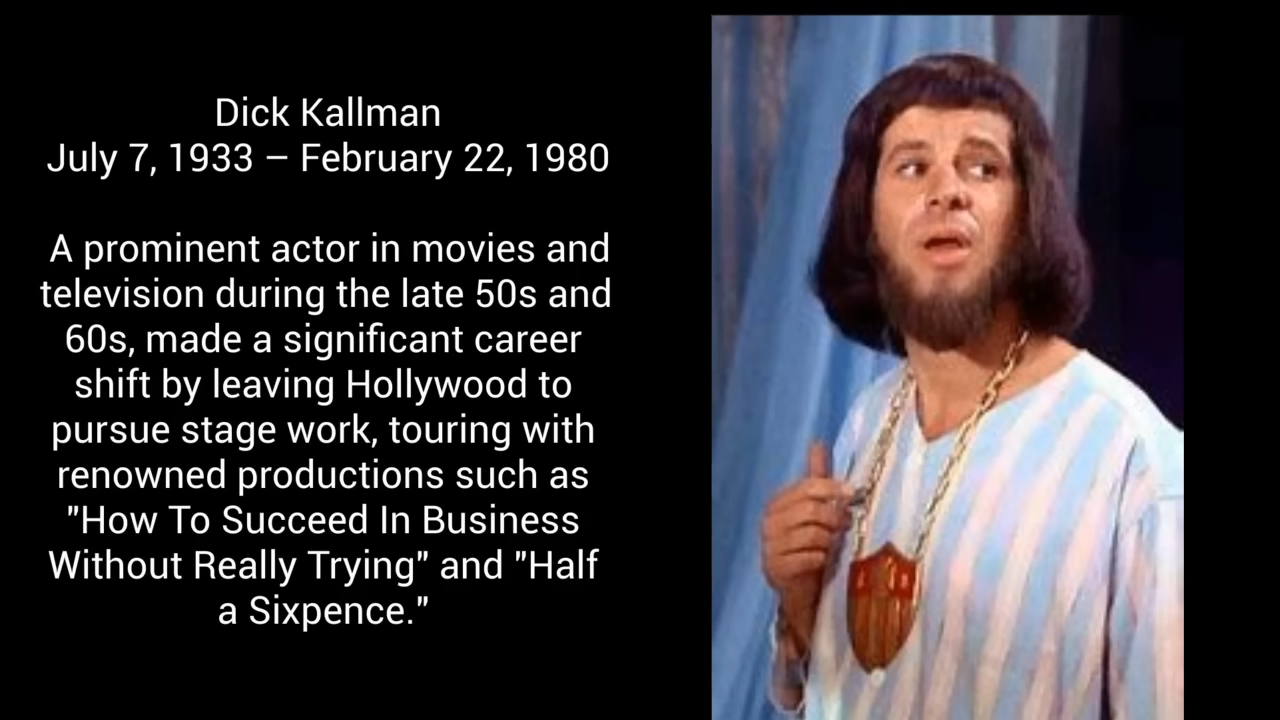 Dick Kallman
July 7, 1933 – February 22, 1980
A prominent actor in movies and
television during the late 50s and
60s, made a significant career
shift by leaving Hollywood to
pursue stage work, touring with
renowned productions such as
"How To Succeed In Business
Without Really Trying" and "Half
a Sixpence."